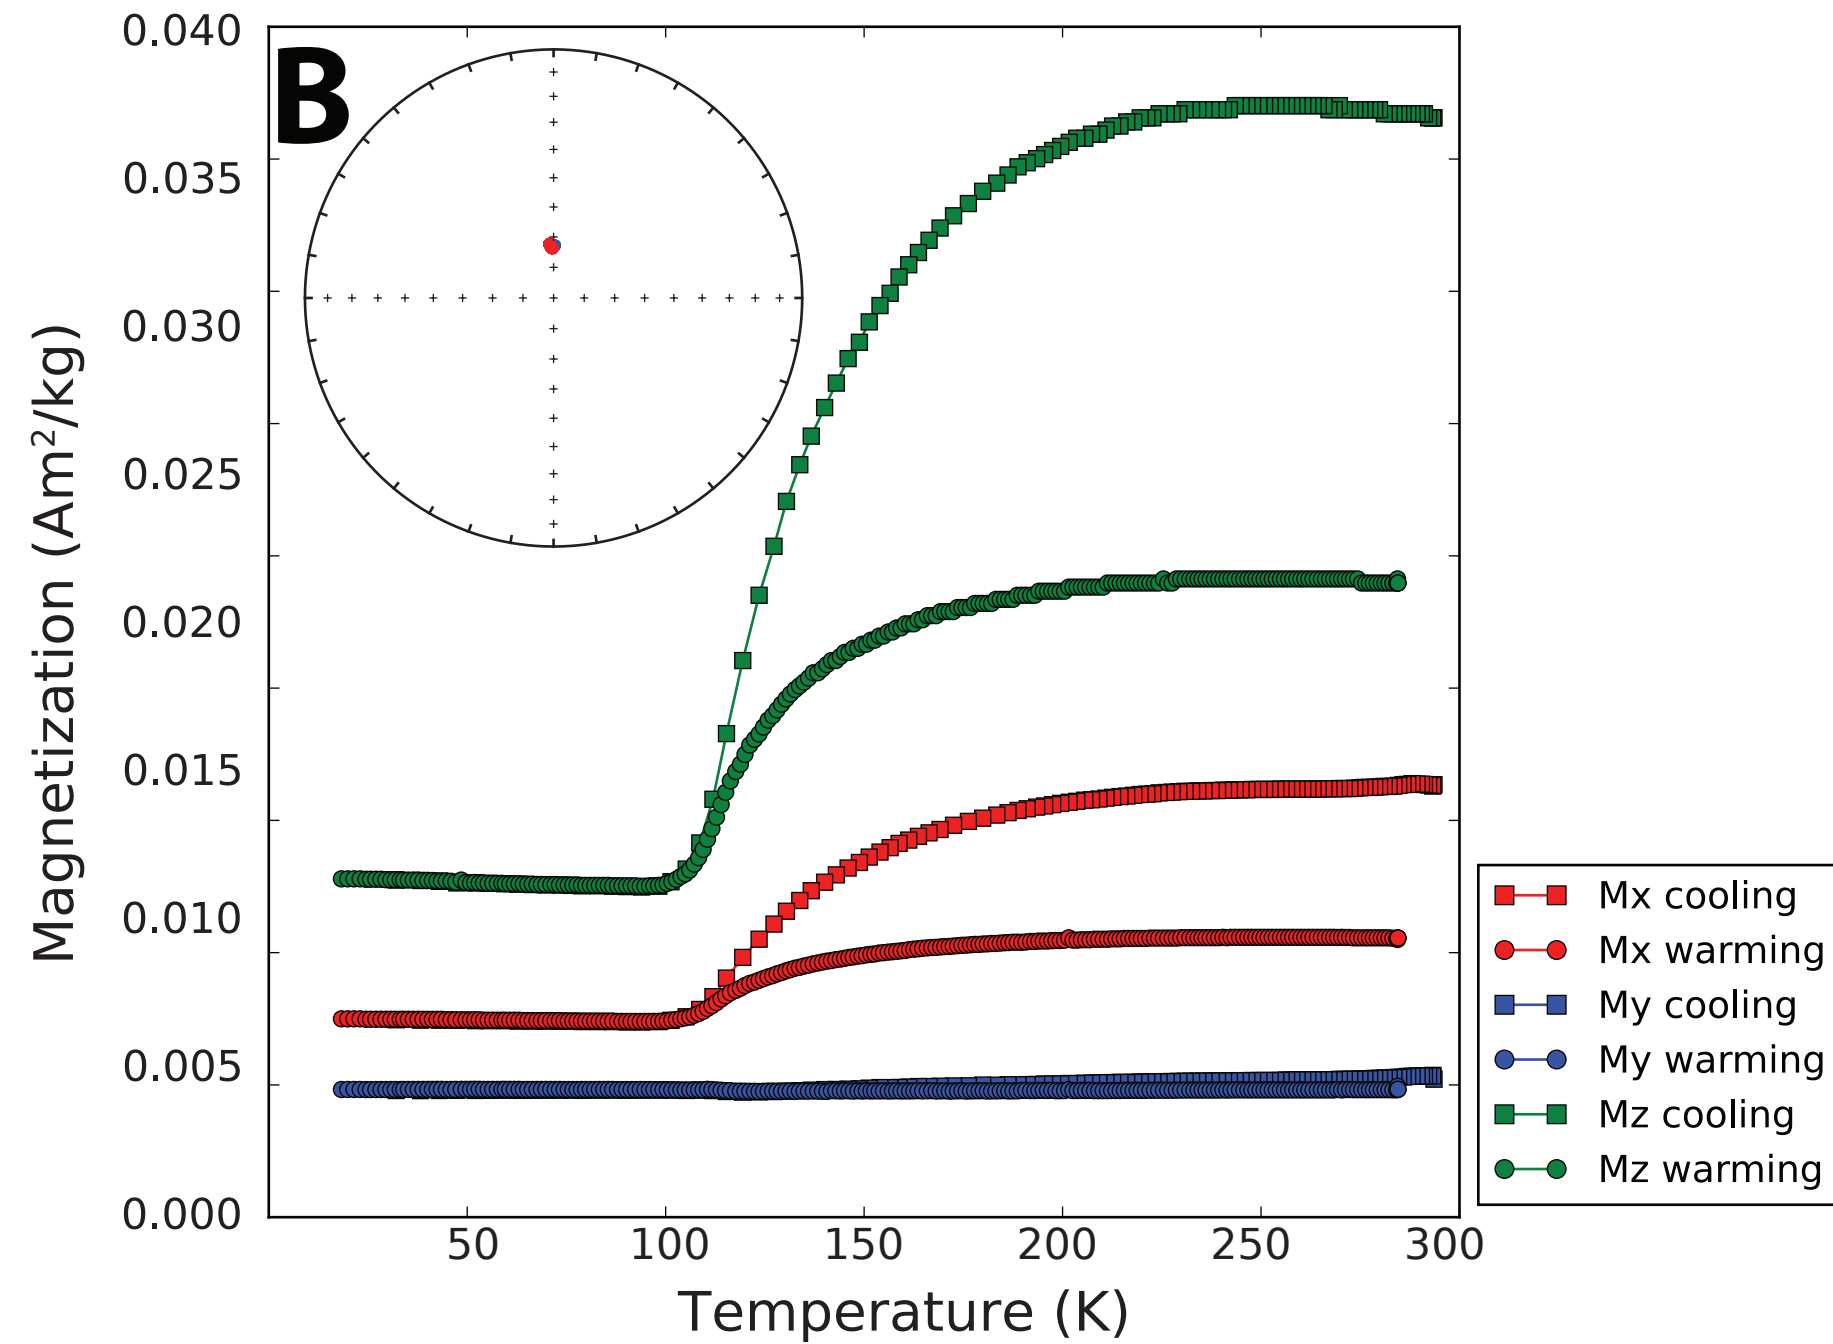 B
Magnetization (Am²/kg)
0.040
0.035
0.030
0.025
0.020
0.015
0.010
0.005
0.000
50 100 150 200 250 300
Temperature (K)
Mx cooling
Mx warming
My cooling
My warming
Mz cooling
Mz warming